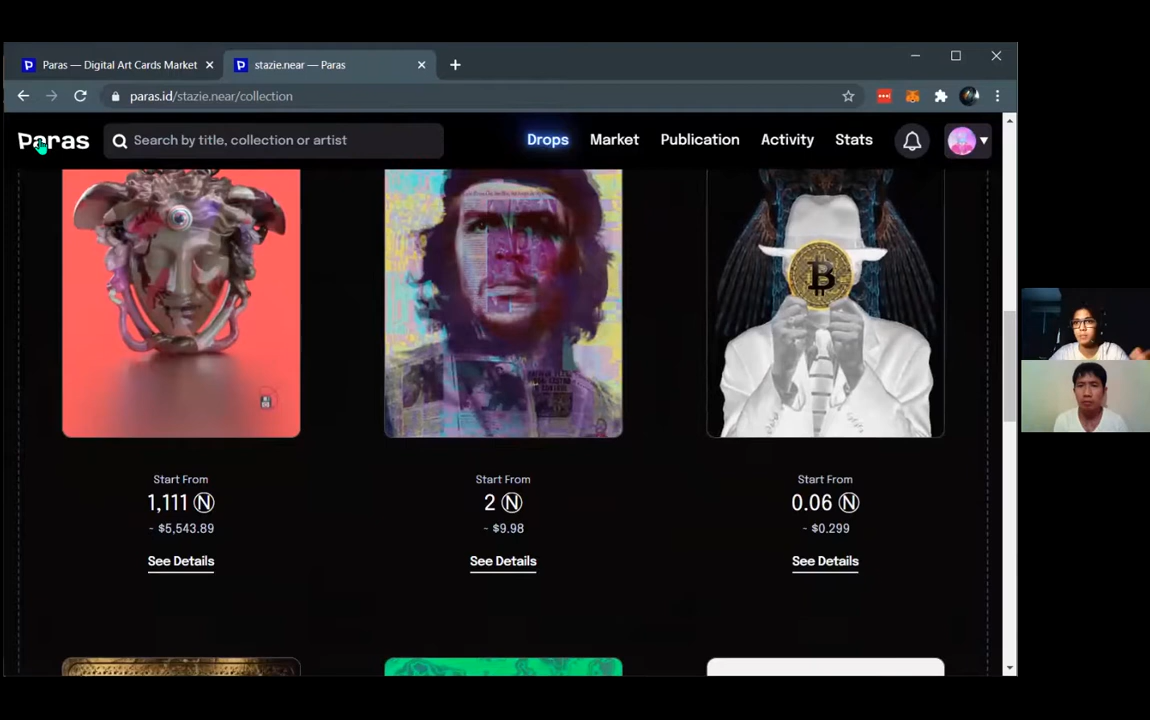 Paras — Digital Art Cards Market
stazie.near — Paras
paras.id/stazie.near/collection
Paras
Search by title, collection or artist
Drops
Market
Publication
Activity
Stats
B
Start From
1,111 Ⓝ
- $5,543.89
See Details
Start From
2 Ⓝ
- $9.98
See Details
Start From
0.06 Ⓝ
- $0.299
See Details